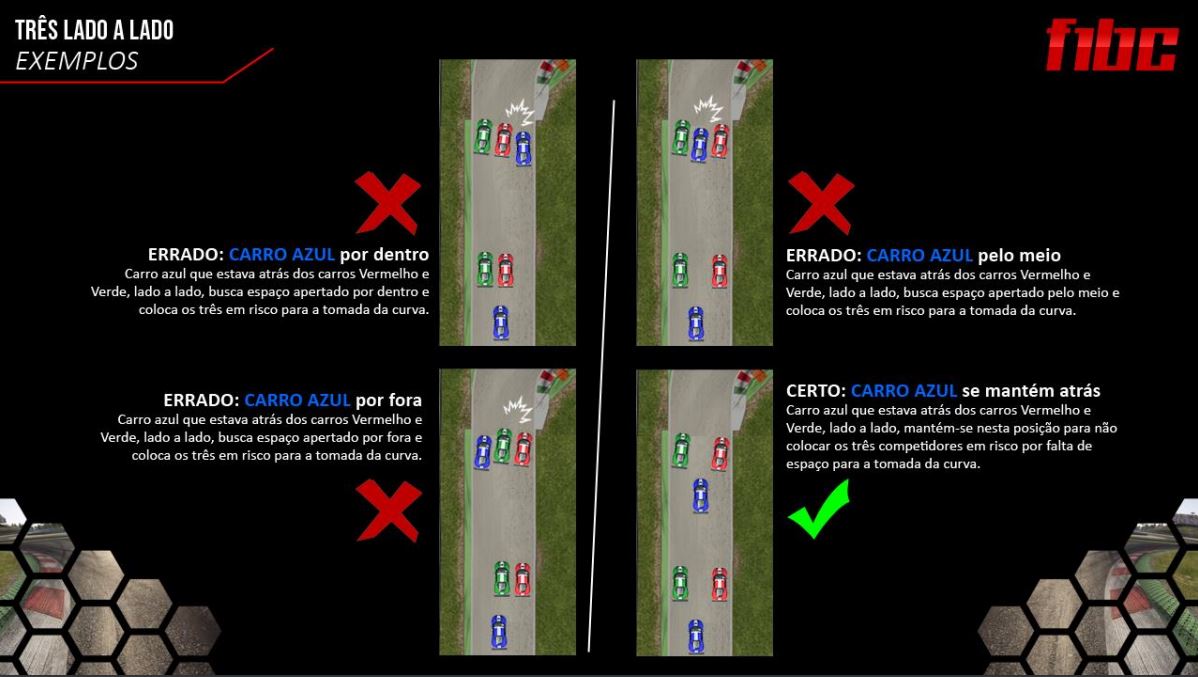 TRÊS LADO A LADO
EXEMPLOS
f1bc
ERRADO: CARRO AZUL por dentro
Carro azul que estava atrás dos carros Vermelho e
Verde, lado a lado, busca espaço apertado por dentro e
coloca os três em risco para a tomada da curva.
ERRADO: CARRO AZUL pelo meio
Carro azul que estava atrás dos carros Vermelho e
Verde, lado a lado, busca espaço apertado pelo meio e
coloca os três em risco para a tomada da curva.
ERRADO: CARRO AZUL por fora
Carro azul que estava atrás dos carros Vermelho e
Verde, lado a lado, busca espaço apertado por fora e
coloca os três em risco para a tomada da curva.
CERTO: CARRO AZUL se mantém atrás
Carro azul que estava atrás dos carros Vermelho e
Verde, lado a lado, mantém-se nesta posição para não
colocar os três competidores em risco por falta de
espaço para a tomada da curva.